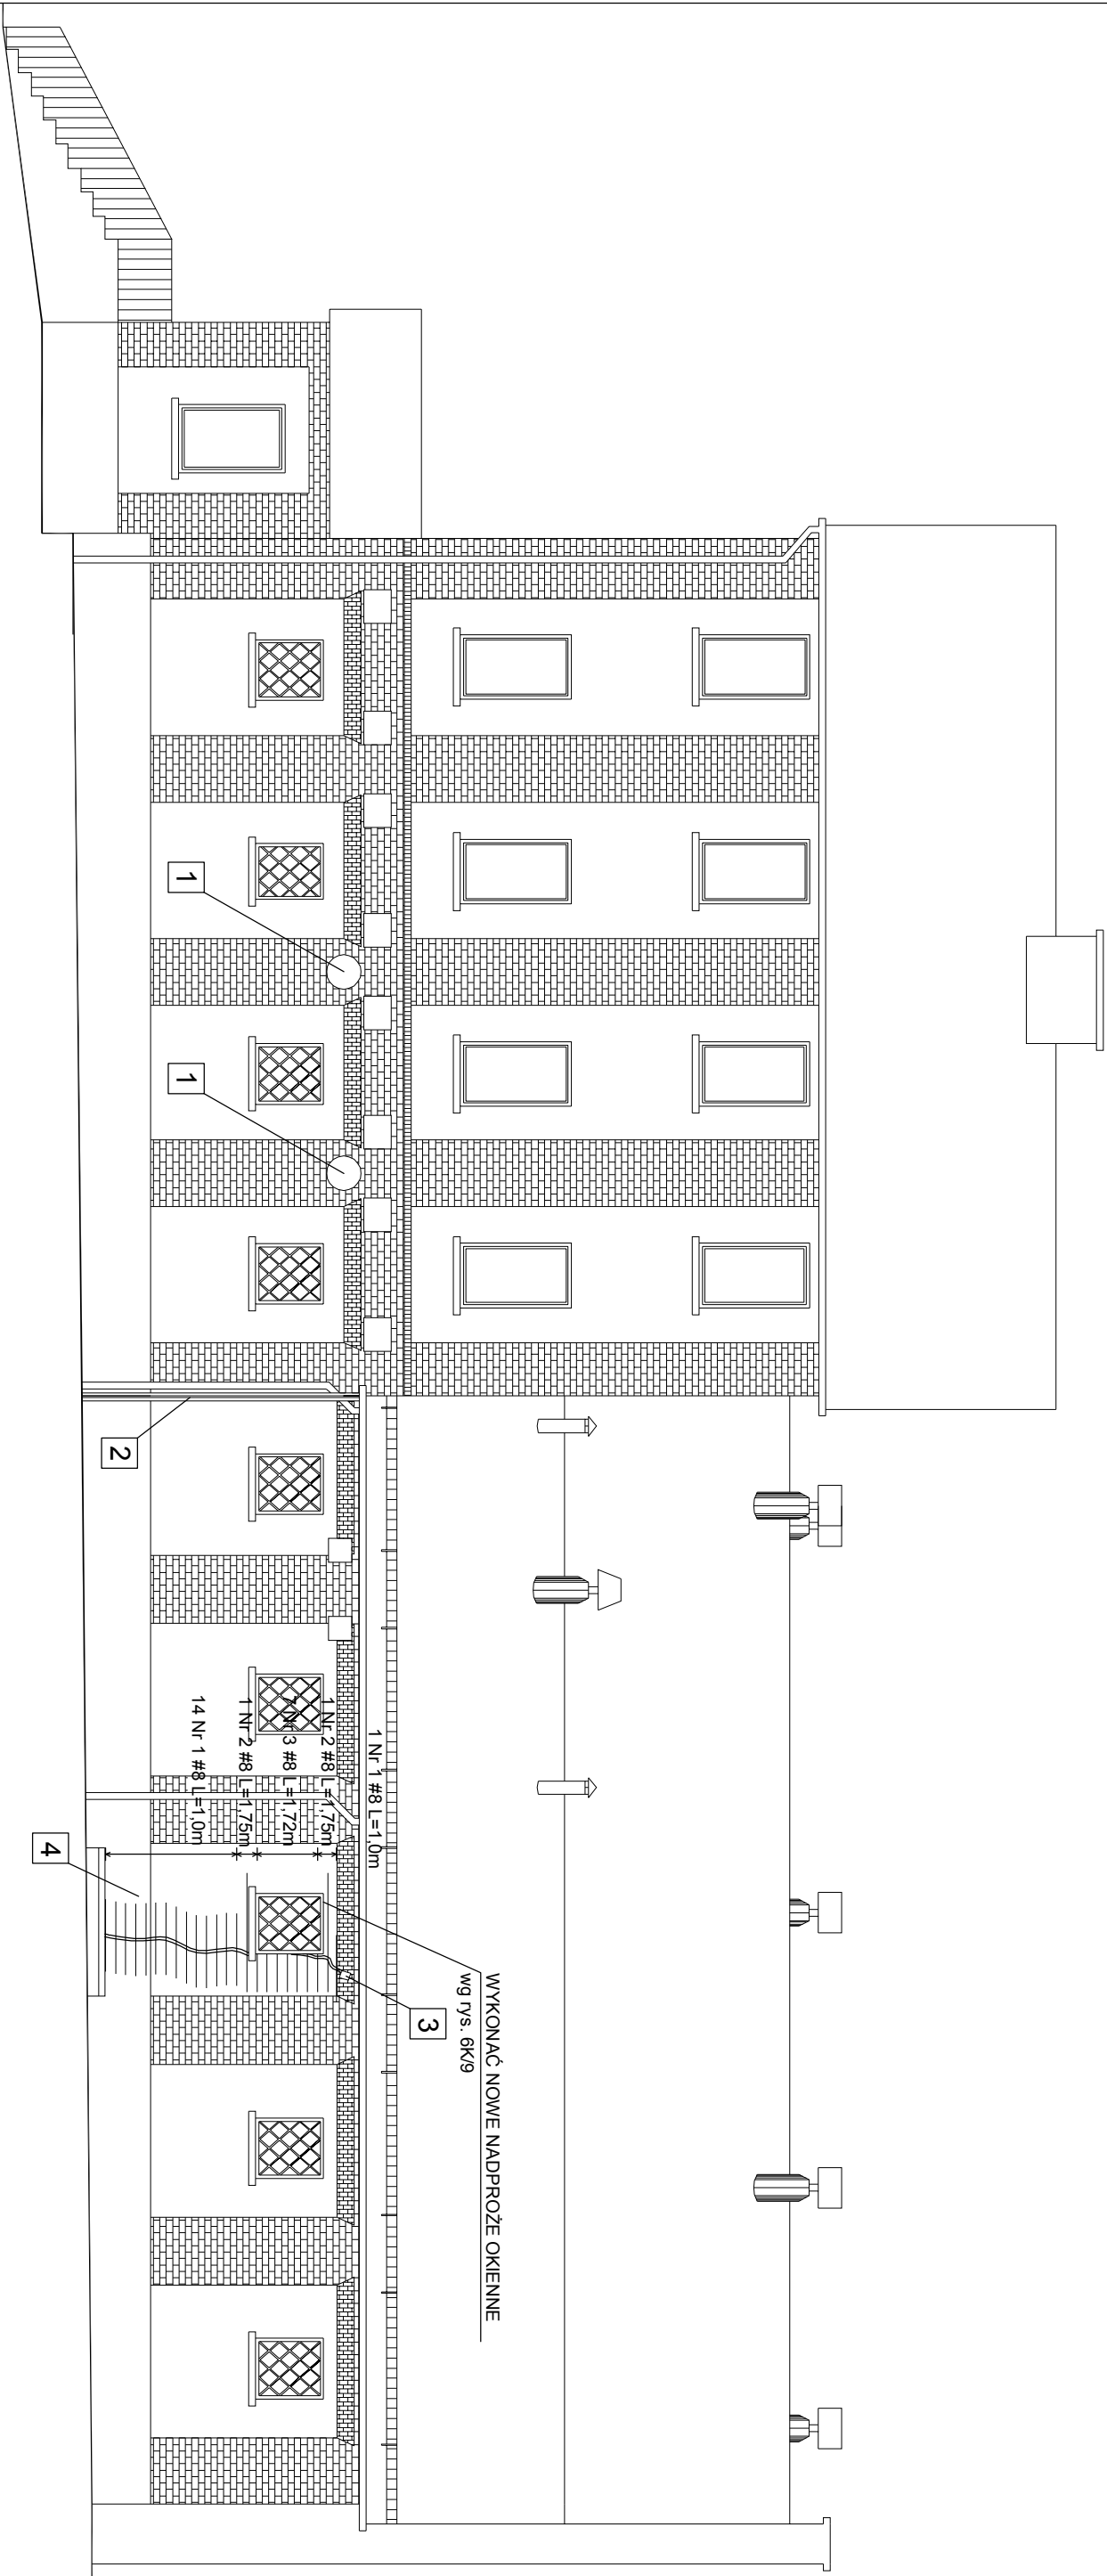 1
1
2
1 Nr 1 #8 L=1,0m
1 Nr 2 #8 L=1,75m
7 Nr 3 #8 L=1,72m
1 Nr 2 #8 L=1,75m
14 Nr 1 #8 L=1,0m
WYKONAĆ NOWE NADPROŻE OKIENNE
wg rys. 6K/9
3
4